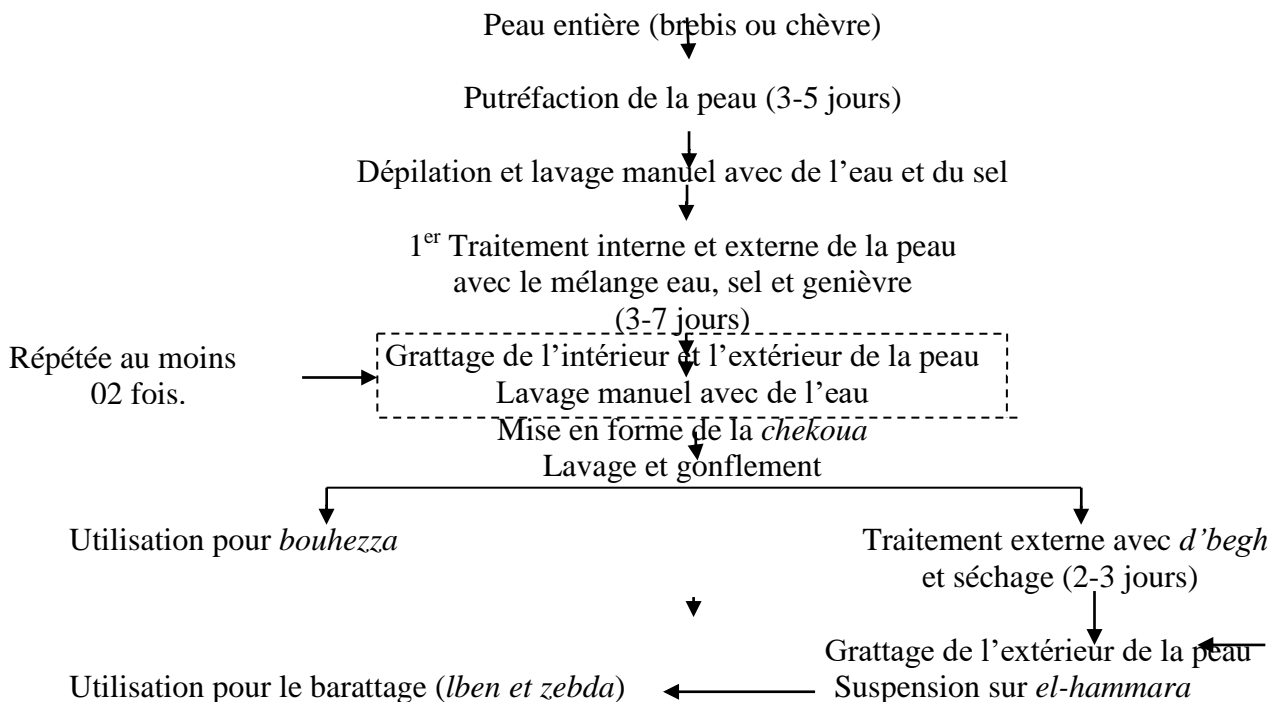 Peau entière (brebis ou chèvre)
Putréfaction de la peau (3-5 jours)
Dépilation et lavage manuel avec de l’eau et du sel
1er Traitement interne et externe de la peau
avec le mélange eau, sel et genièvre
(3-7 jours)
Répétée au moins
02 fois.
Grattage de l’intérieur et l’extérieur de la peau
Lavage manuel avec de l’eau
Mise en forme de la chekoua
Lavage et gonflement
Utilisation pour bouhezza
Traitement externe avec d’begh
et séchage (2-3 jours)
Grattage de l’extérieur de la peau
Suspension sur el-hammara
Utilisation pour le barattage (lben et zebda)